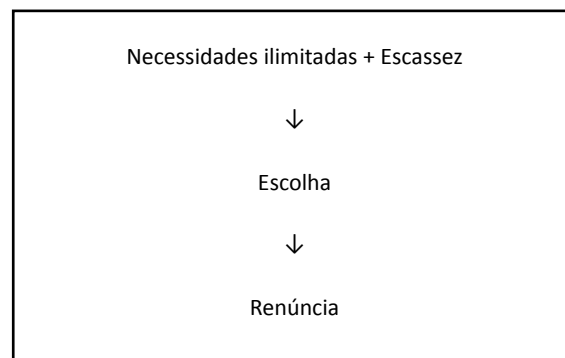 Necessidades ilimitadas + Escassez
↓
Escolha
↓
Renúncia